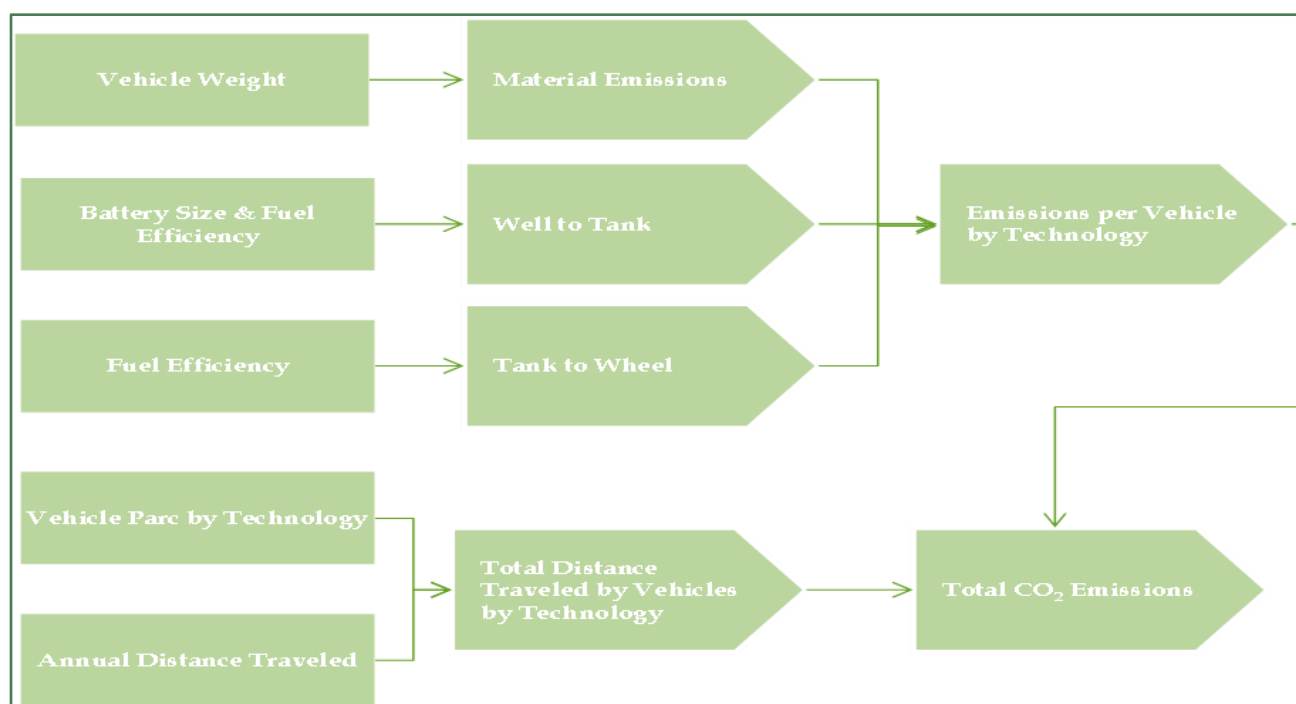 Vehicle Weight
Material Emissions
Battery Size & Fuel
Efficiency
Well to Tank
Emissions per Vehicle
by Technology
Fuel Efficiency
Tank to Wheel
Vehicle Parc by Technology
Total Distance
Traveled by Vehicles
by Technology
Total CO₂ Emissions
Annual Distance Traveled